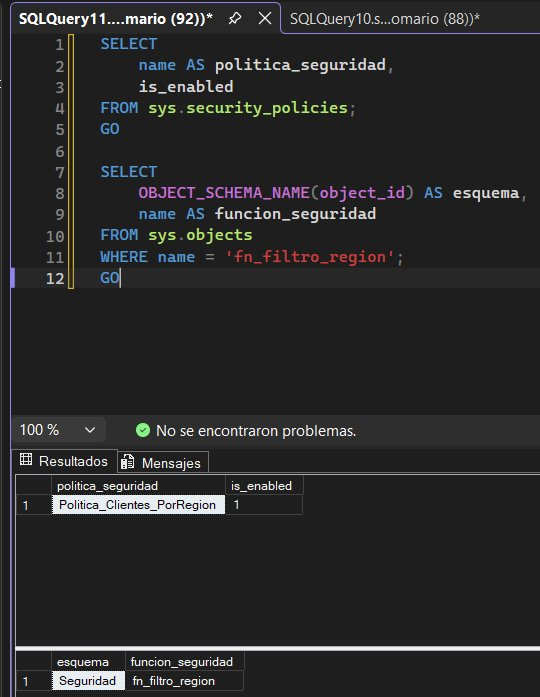 SQLQuery11....mario (92))*
SQLQuery10.s...omario (88))*
1 SELECT
2 name AS politica_seguridad,
3 is_enabled
4 FROM sys.security_policies;
5 GO
6
7 SELECT
8 OBJECT_SCHEMA_NAME(object_id) AS esquema,
9 name AS funcion_seguridad
10 FROM sys.objects
11 WHERE name = 'fn_filtro_region';
12 GO
100 %
No se encontraron problemas.
Resultados
Mensajes
politica_seguridad is_enabled
1 Politica_Clientes_PorRegion 1
esquema funcion_seguridad
1 Seguridad fn_filtro_region